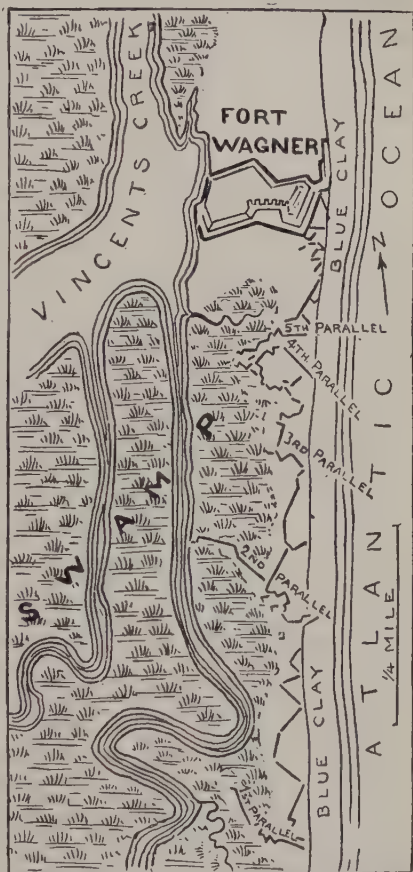 VINCENTS CREEK
FORT
WAGNER
BLUE CLAY
N
5TH PARALLEL
4TH PARALLEL
3RD PARALLEL
2ND PARALLEL
SWAMP
ATLANTIC OCEAN
1/4 MILE
BLUE CLAY
1ST PARALLEL